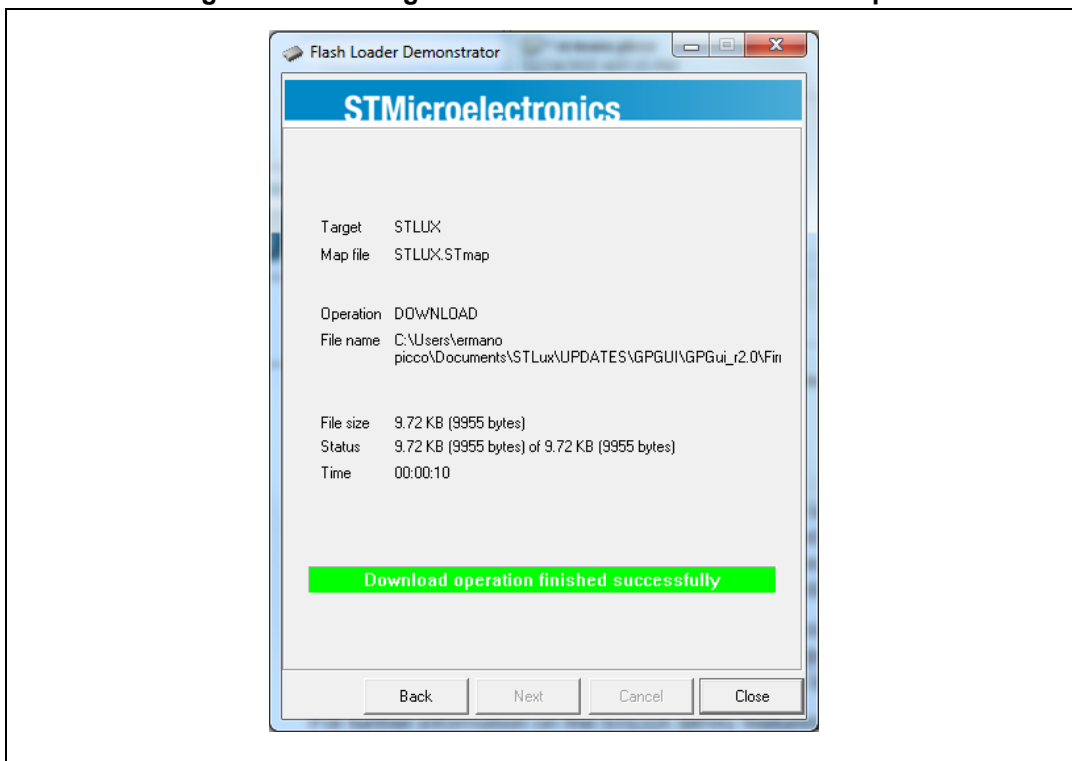 Flash Loader Demonstrator
STMicroelectronics
Target STLUX
Map file STLUX.STmap
Operation DOWNLOAD
File name C:\Users\ermano
picco\Documents\STLux\UPDATES\GPGUI\GPGui_r2.0\Firi
File size 9.72 KB (9955 bytes)
Status 9.72 KB (9955 bytes) of 9.72 KB (9955 bytes)
Time 00:00:10
Download operation finished successfully
Back Next Cancel Close